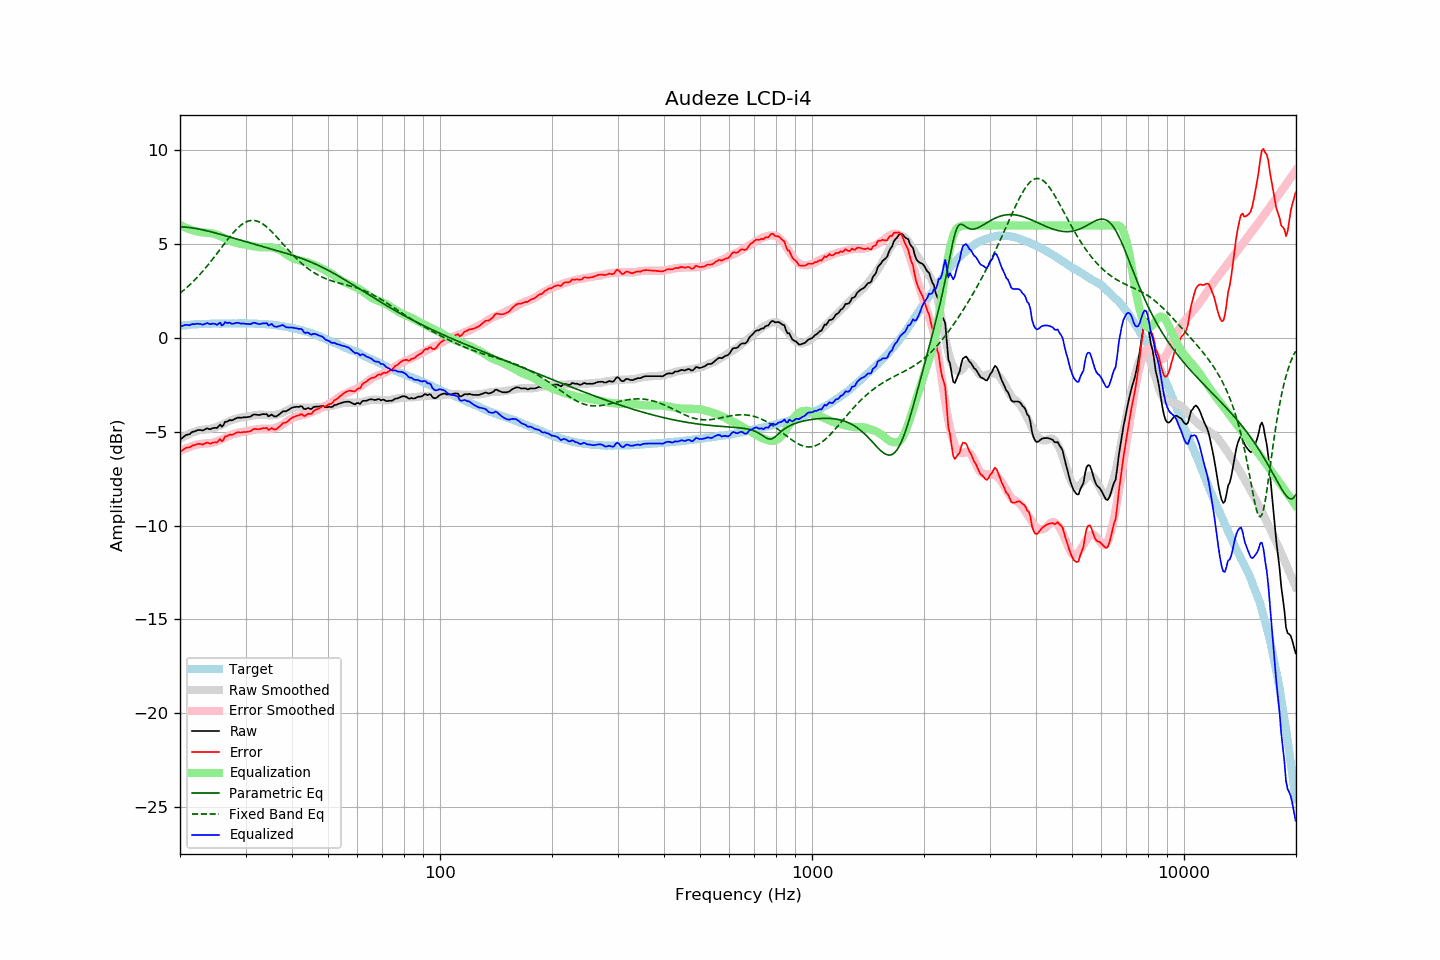 Audeze LCD-i4
Amplitude (dBr)
10
5
0
−5
−10
−15
−20
−25
Target
Raw Smoothed
Error Smoothed
Raw
Error
Equalization
Parametric Eq
Fixed Band Eq
Equalized
100
1000
10000
Frequency (Hz)